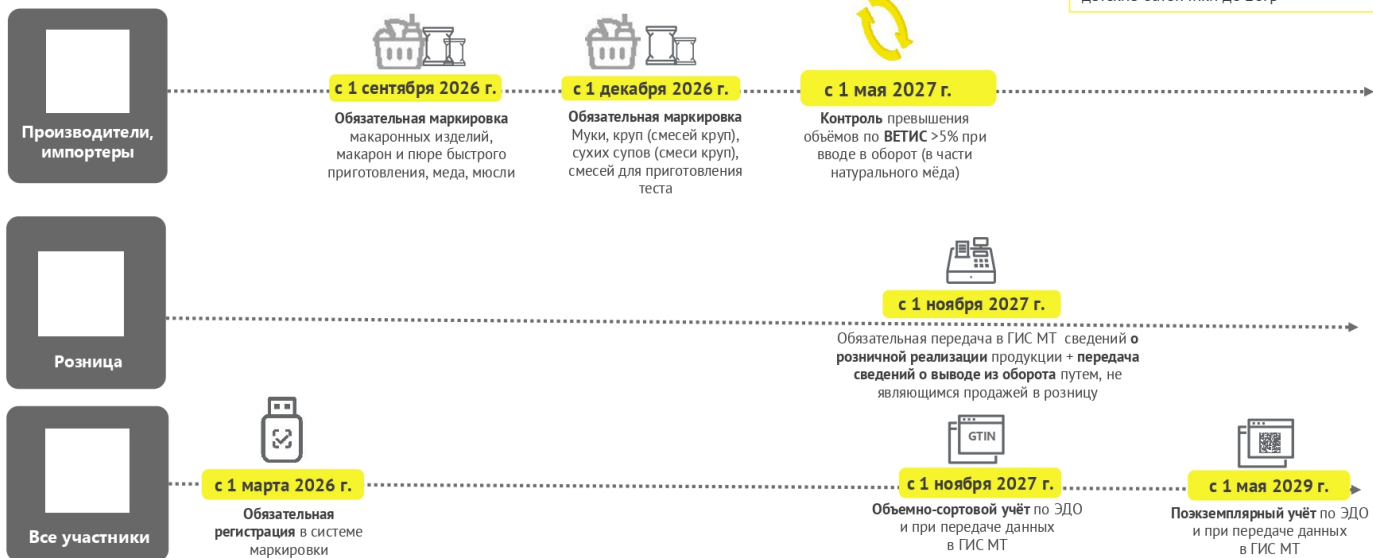 Производители,
импортеры
с 1 сентября 2026 г.
Обязательная маркировка
макаронных изделий,
макарон и пюре быстрого
приготовления, меда, мюсли
с 1 декабря 2026 г.
Обязательная маркировка
Муки, круп (смесей круп),
сухих супов (смеси круп),
смесей для приготовления
теста
с 1 мая 2027 г.
Контроль превышения
объёмов по ВЕТИС >5% при
вводе в оборот (в части
натурального мёда)
Розница
с 1 ноября 2027 г.
Обязательная передача в ГИС МТ сведений о
розничной реализации продукции + передача
сведений о выводе из оборота путем, не
являющимся продажей в розницу
Все участники
с 1 марта 2026 г.
Обязательная
регистрация в системе
маркировки
GTIN
с 1 ноября 2027 г.
Объемно-сортовой учёт по ЭДО
и при передаче данных
в ГИС МТ
с 1 мая 2029 г.
Поэкземплярный учёт по ЭДО
и при передаче данных
в ГИС МТ